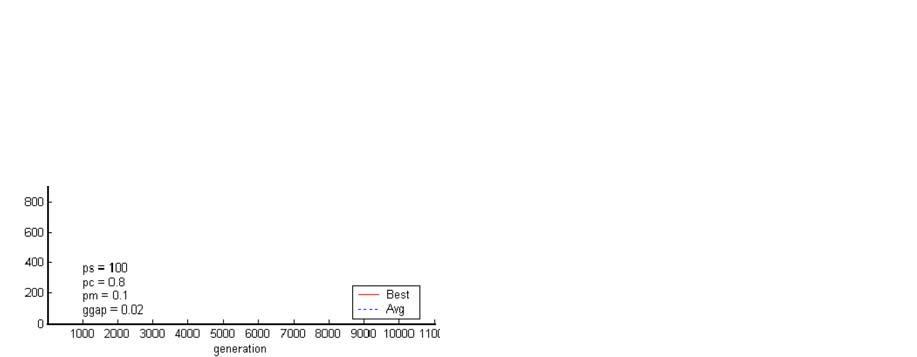 800
600
400
200
0
ps = 100
pc = 0.8
pm = 0.1
ggap = 0.02
Best
Avg
1000 2000 3000 4000 5000 6000 7000 8000 9000 10000
generation